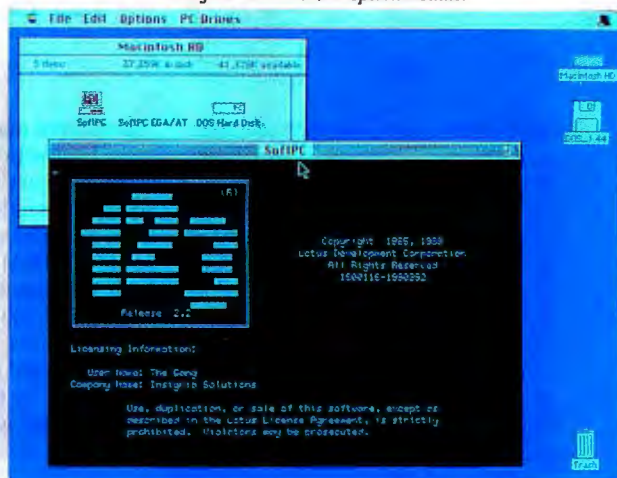 File Edit Options PC Drives
Macintosh HD
Macintosh HD
SoftPC SoftPC EGA/AT DOS Hard Disk
DOS_1.44
SoftPC
(R)
Release 2.2
Copyright 1985, 1989
Lotus Development Corporation
All Rights Reserved
Licensing Information:
User Name: The Gang
Company Name: Insignia Solutions
Use, duplication, or sale of this software, except as
described in the Lotus License Agreement, is strictly
prohibited. Violators may be prosecuted.
Trash